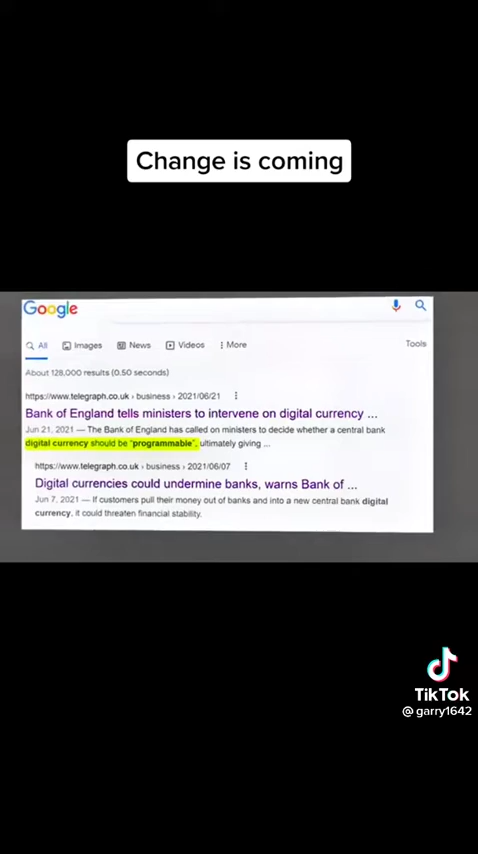 Change is coming
Google
All Images News Videos More Tools
About 128,000 results (0.50 seconds)
https://www.telegraph.co.uk › business › 2021/06/21
Bank of England tells ministers to intervene on digital currency ...
Jun 21, 2021 — The Bank of England has called on ministers to decide whether a central bank
digital currency should be "programmable", ultimately giving ...
https://www.telegraph.co.uk › business › 2021/06/07
Digital currencies could undermine banks, warns Bank of ...
Jun 7, 2021 — If customers pull their money out of banks and into a new central bank digital
currency, it could threaten financial stability.
TikTok
@garry1642